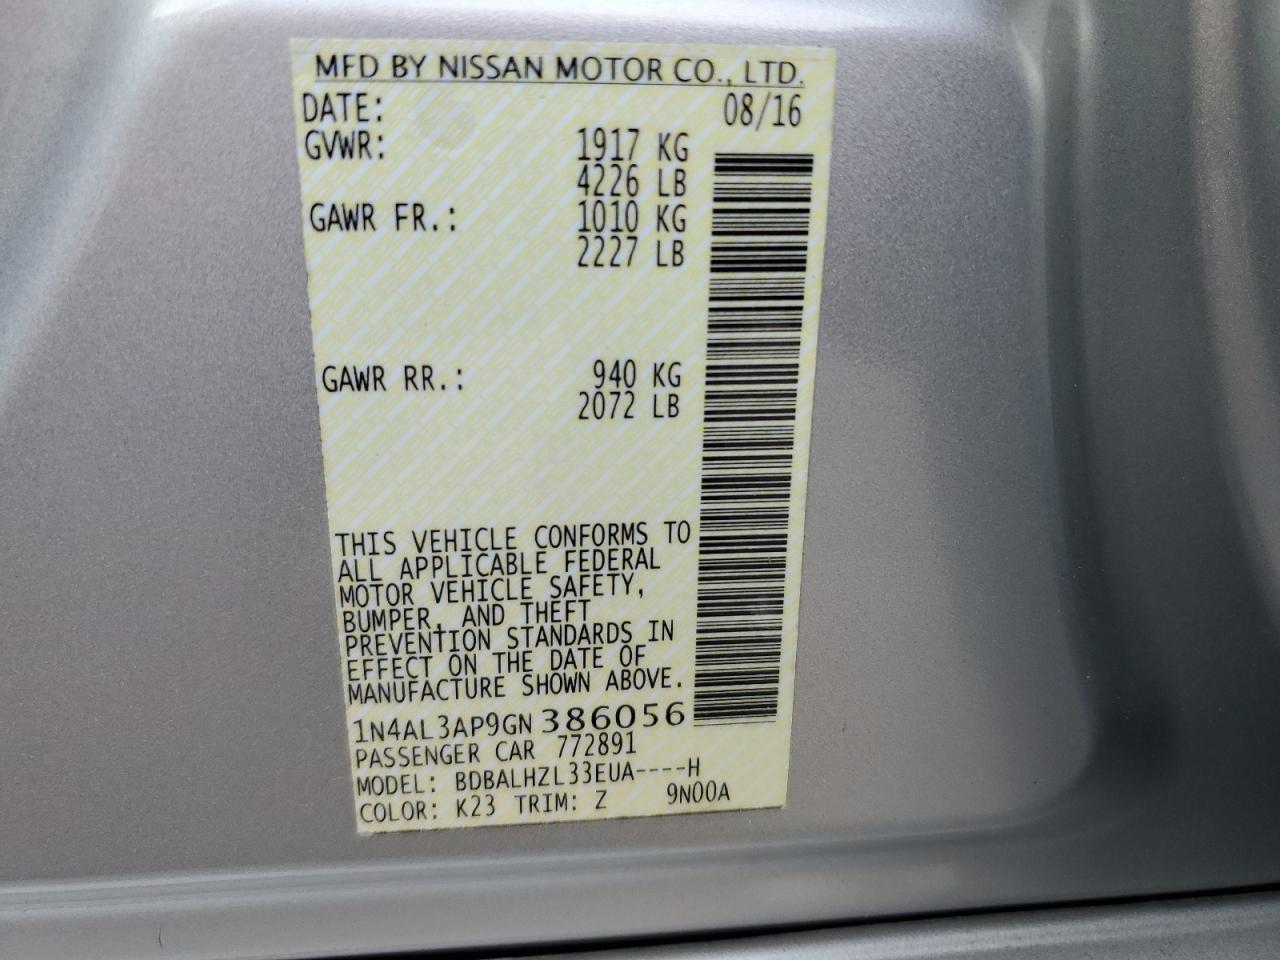 MFD BY NISSAN MOTOR CO., LTD.
DATE: 08/16
GVWR: 1917 KG
4226 LB
GAWR FR.: 1010 KG
2227 LB
GAWR RR.: 940 KG
2072 LB
THIS VEHICLE CONFORMS TO
ALL APPLICABLE FEDERAL
MOTOR VEHICLE SAFETY,
BUMPER, AND THEFT
PREVENTION STANDARDS IN
EFFECT ON THE DATE OF
MANUFACTURE SHOWN ABOVE.
1N4AL3AP9GN386056
PASSENGER CAR 772891
MODEL: BDBALHZL33EUA----H
COLOR: K23 TRIM: Z 9N00A